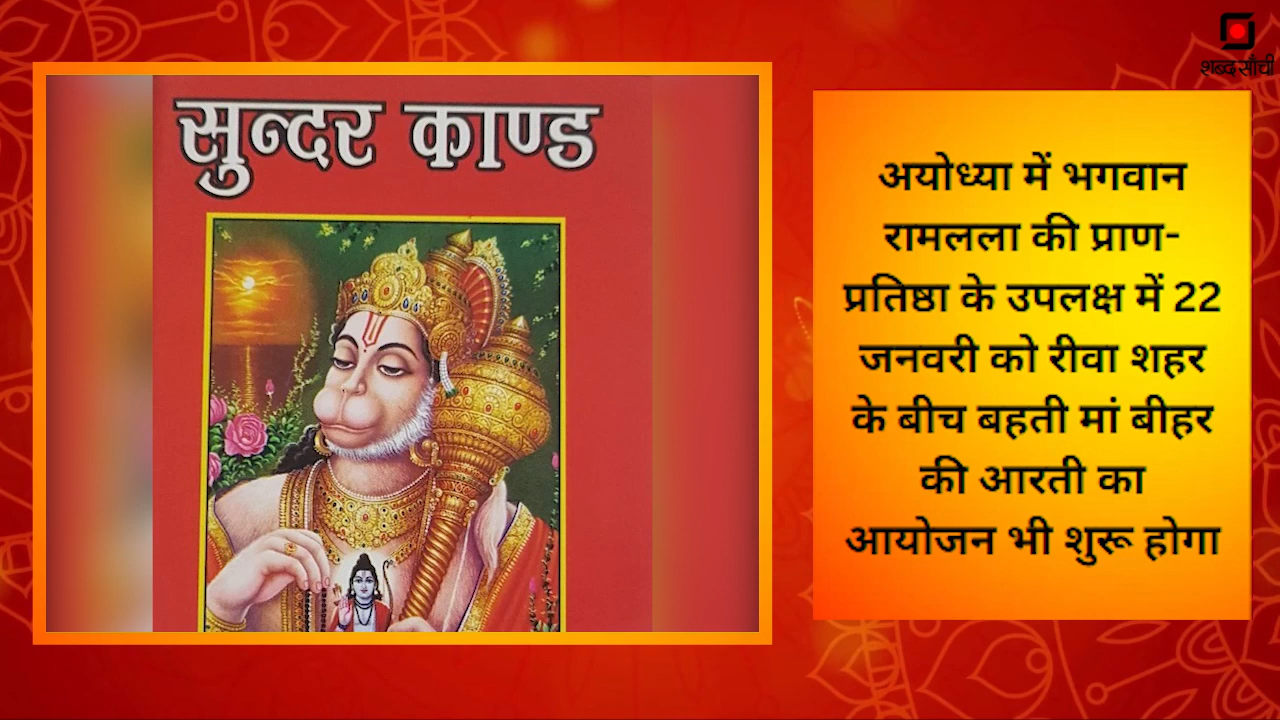 शब्द साँची
सुन्दर काण्ड
अयोध्या में भगवान
रामलला की प्राण-
प्रतिष्ठा के उपलक्ष में 22
जनवरी को रीवा शहर
के बीच बहती मां बीहर
की आरती का
आयोजन भी शुरू होगा